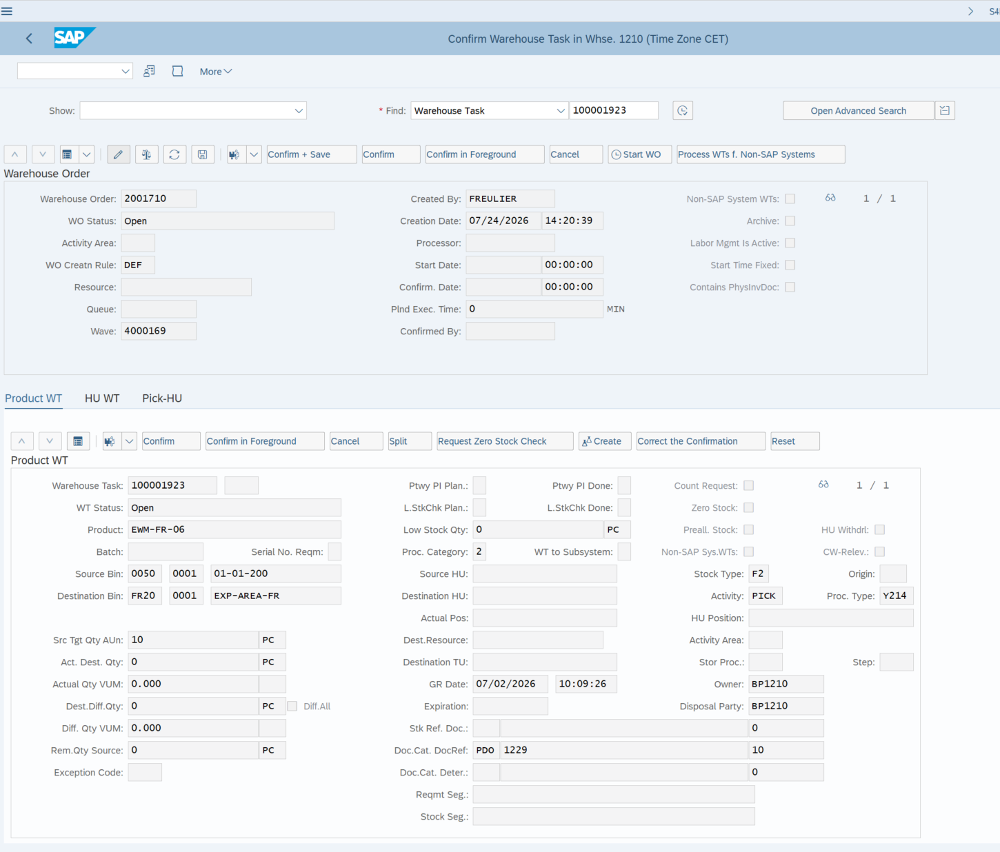 S4
SAP
Confirm Warehouse Task in Whse. 1210 (Time Zone CET)
More
Show:
* Find: Warehouse Task 100001923
Open Advanced Search
Confirm + Save Confirm Confirm in Foreground Cancel Start WO Process WTs f. Non-SAP Systems
Warehouse Order
Warehouse Order: 2001710 Created By: FREULIER Non-SAP System WTs: 1 / 1
WO Status: Open Creation Date: 07/24/2026 14:20:39 Archive:
Activity Area: Processor: Labor Mgmt Is Active:
WO Creatn Rule: DEF Start Date: 00:00:00 Start Time Fixed:
Resource: Confirm. Date: 00:00:00 Contains PhysInvDoc:
Queue: Plnd Exec. Time: 0 MIN
Wave: 4000169 Confirmed By:
Product WT HU WT Pick-HU
Confirm Confirm in Foreground Cancel Split Request Zero Stock Check Create Correct the Confirmation Reset
Product WT
Warehouse Task: 100001923 Ptwy PI Plan.: Ptwy PI Done: Count Request: 1 / 1
WT Status: Open L.StkChk Plan.: L.StkChk Done: Zero Stock:
Product: EWM-FR-06 Low Stock Qty: 0 PC Preall. Stock: HU Withdrl:
Batch: Serial No. Reqm: Proc. Category: 2 WT to Subsystem: Non-SAP Sys.WTs: CW-Relev.:
Source Bin: 0050 0001 01-01-200 Source HU: Stock Type: F2 Origin:
Destination Bin: FR20 0001 EXP-AREA-FR Destination HU: Activity: PICK Proc. Type: Y214
Actual Pos: HU Position:
Src Tgt Qty AUn: 10 PC Dest.Resource: Activity Area:
Act. Dest. Qty: 0 PC Destination TU: Stor Proc.: Step:
Actual Qty VUM: 0.000 GR Date: 07/02/2026 10:09:26 Owner: BP1210
Dest.Diff.Qty: 0 PC Diff.All Expiration: Disposal Party: BP1210
Diff. Qty VUM: 0.000 Stk Ref. Doc.: 0
Rem.Qty Source: 0 PC Doc.Cat. DocRef: PDO 1229 10
Exception Code: Doc.Cat. Deter.: 0
Reqmt Seg.:
Stock Seg.: